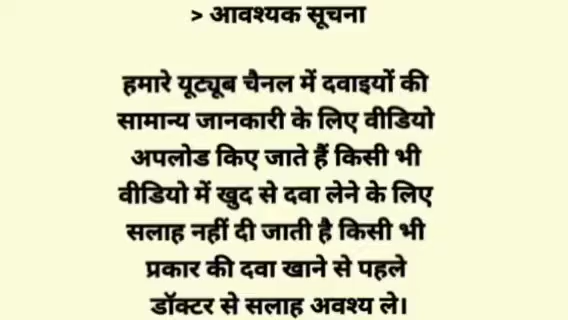 > आवश्यक सूचना
हमारे यूट्यूब चैनल में दवाइयों की
सामान्य जानकारी के लिए वीडियो
अपलोड किए जाते हैं किसी भी
वीडियो में खुद से दवा लेने के लिए
सलाह नहीं दी जाती है किसी भी
प्रकार की दवा खाने से पहले
डॉक्टर से सलाह अवश्य ले।